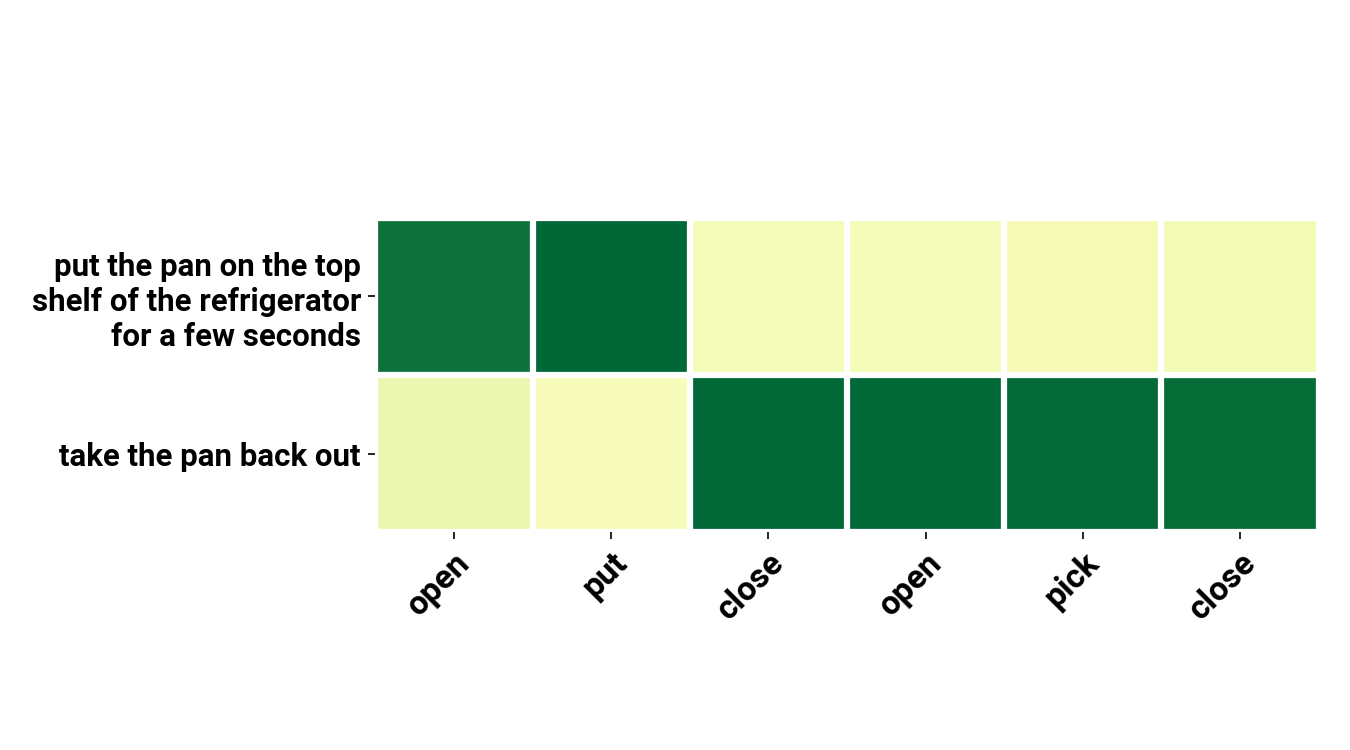 put the pan on the top
shelf of the refrigerator
for a few seconds
take the pan back out
open
put
close
open
pick
close